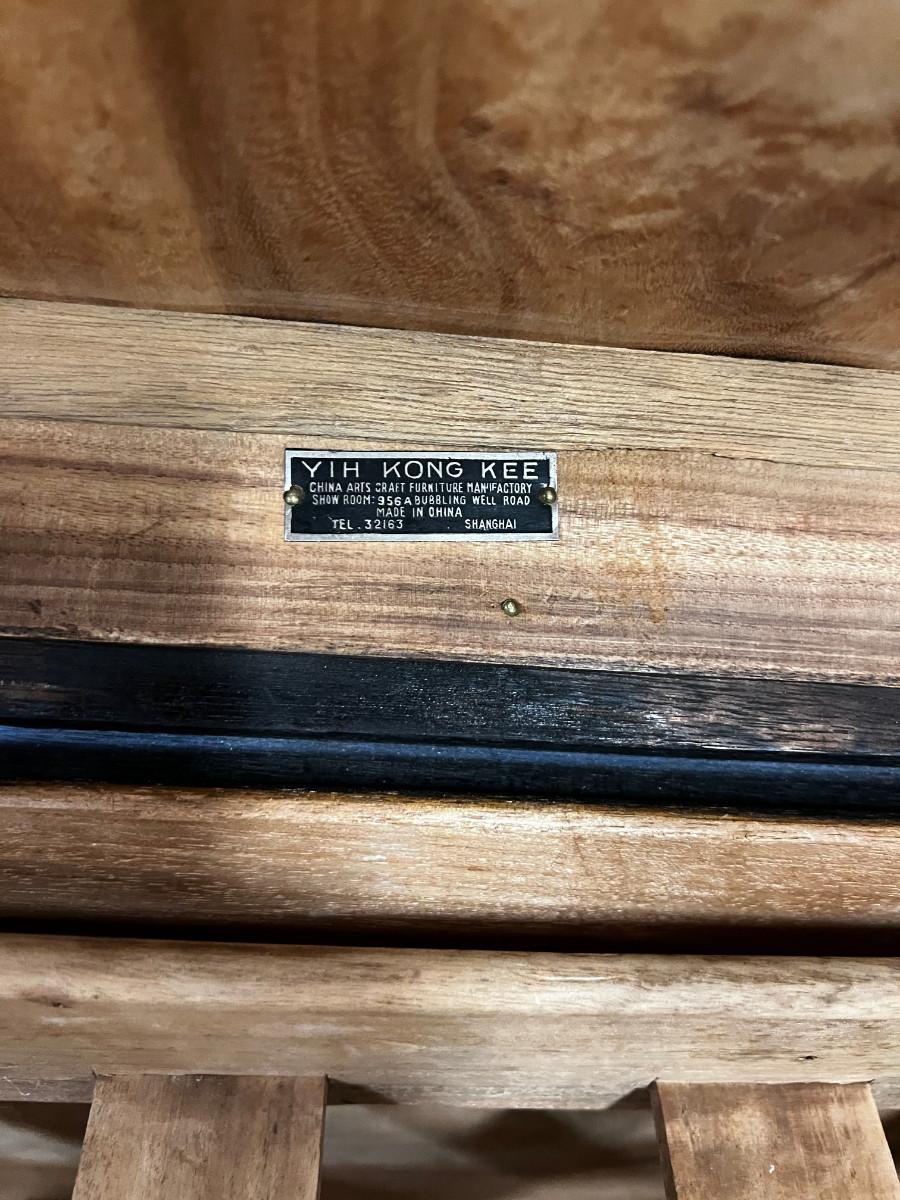 YIH KONG KEE
CHINA ARTS CRAFT FURNITURE MANUFACTORY
SHOW ROOM: 956A BUBBLING WELL ROAD
MADE IN CHINA
TEL. 32163 SHANGHAI